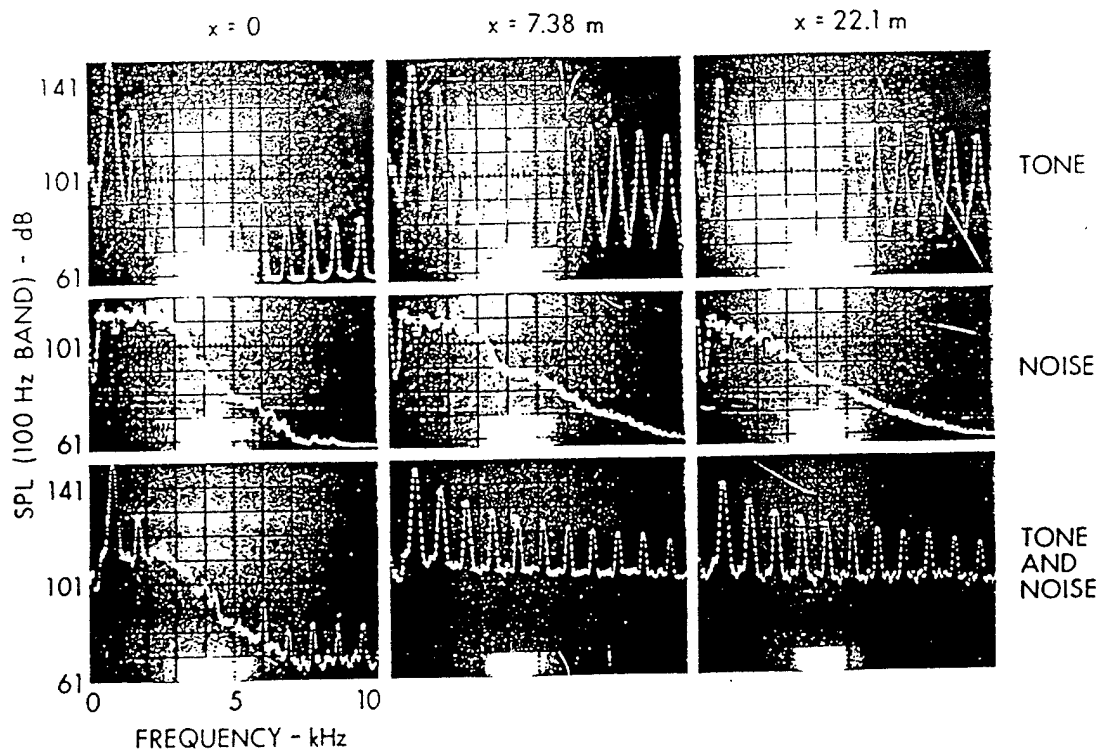 x = 0 x = 7.38 m x = 22.1 m
141
101
61
TONE
101
61
NOISE
141
101
61
TONE
AND
NOISE
SPL (100 Hz BAND) - dB
0 5 10
FREQUENCY - kHz